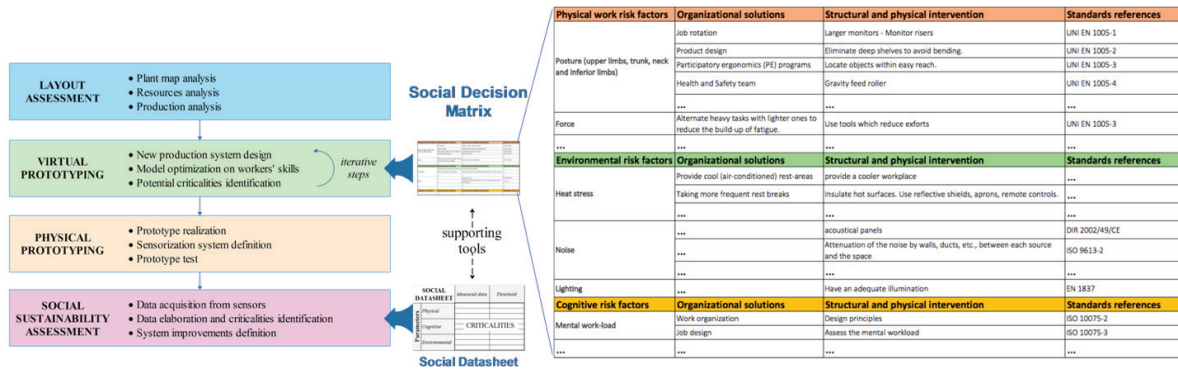 LAYOUT
ASSESSMENT
• Plant map analysis
• Resources analysis
• Production analysis
VIRTUAL
PROTOTYPING
• New production system design
• Model optimization on workers' skills
• Potential criticalities identification
iterative
steps
PHYSICAL
PROTOTYPING
• Prototype realization
• Sensorization system definition
• Prototype test
SOCIAL
SUSTAINABILITY
ASSESSMENT
• Data acquisition from sensors
• Data elaboration and criticalities identification
• System improvements definition
Social Decision
Matrix
supporting
tools
SOCIAL
DATASHEET
Measured data
Threshold
Parameters
Physical
Cognitive
Environmental
CRITICALITIES
Social Datasheet
Physical work risk factors Organizational solutions Structural and physical intervention Standards references
Job rotation Larger monitors - Monitor risers UNI EN 1005-1
Product design Eliminate deep shelves to avoid bending. UNI EN 1005-2
Posture (upper limbs, trunk, neck
and inferior limbs)
Participatory ergonomics (PE) programs Locate objects within easy reach. UNI EN 1005-3
Health and Safety team Gravity feed roller UNI EN 1005-4
... ... ...
Force
Alternate heavy tasks with lighter ones to
reduce the build-up of fatigue.
Use tools which reduce exforts UNI EN 1005-3
... ... ... ...
Environmental risk factors Organizational solutions Structural and physical intervention Standards references
Heat stress
Provide cool (air-conditioned) rest-areas provide a cooler workplace ...
Taking more frequent rest breaks Insulate hot surfaces. Use reflective shields, aprons, remote controls. ...
... ... ...
Noise
... acoustical panels DIR 2002/49/CE
...
Attenuation of the noise by walls, ducts, etc., between each source
and the space
ISO 9613-2
... ... ...
Lighting ... Have an adequate illumination EN 1837
Cognitive risk factors Organizational solutions Structural and physical intervention Standards references
Mental work-load
Work organization Design principles ISO 10075-2
Job design Assess the mental workload ISO 10075-3
... ... ... ...